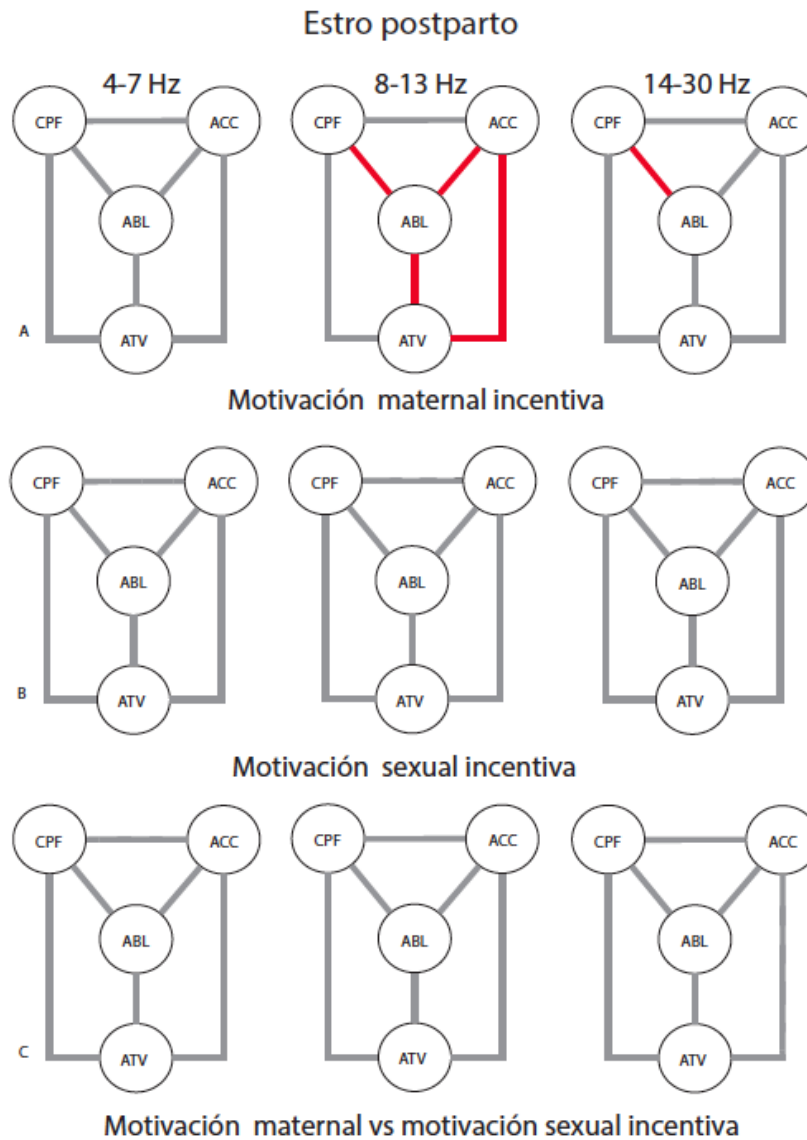 Estro postparto
4-7 Hz 8-13 Hz 14-30 Hz
CPF ACC CPF ACC CPF ACC
ABL ABL ABL
A ATV ATV ATV
Motivación maternal incentiva
CPF ACC CPF ACC CPF ACC
ABL ABL ABL
B ATV ATV ATV
Motivación sexual incentiva
CPF ACC CPF ACC CPF ACC
ABL ABL ABL
C ATV ATV ATV
Motivación maternal vs motivación sexual incentiva